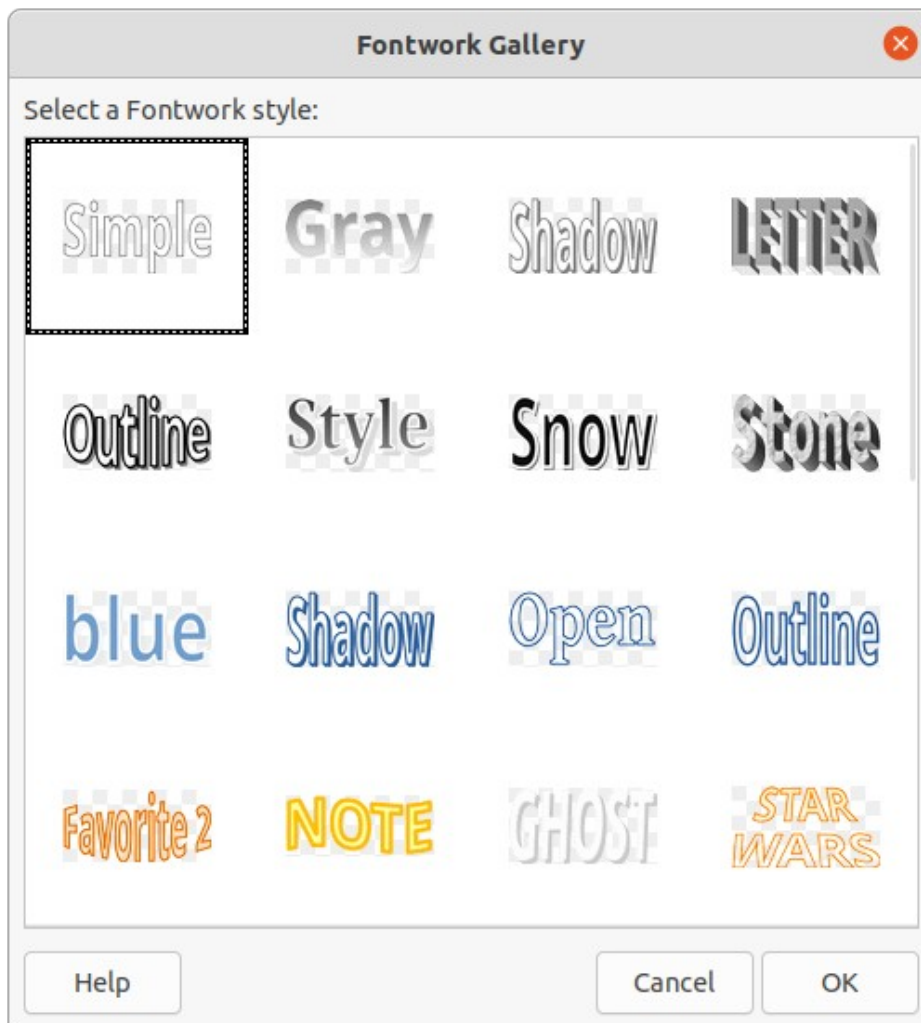 Fontwork Gallery
Select a Fontwork style:
Simple Gray Shadow LETTER
Outline Style Snow Stone
blue Shadow Open Outline
Favorite 2 NOTE GHOST STAR WARS
Help Cancel OK